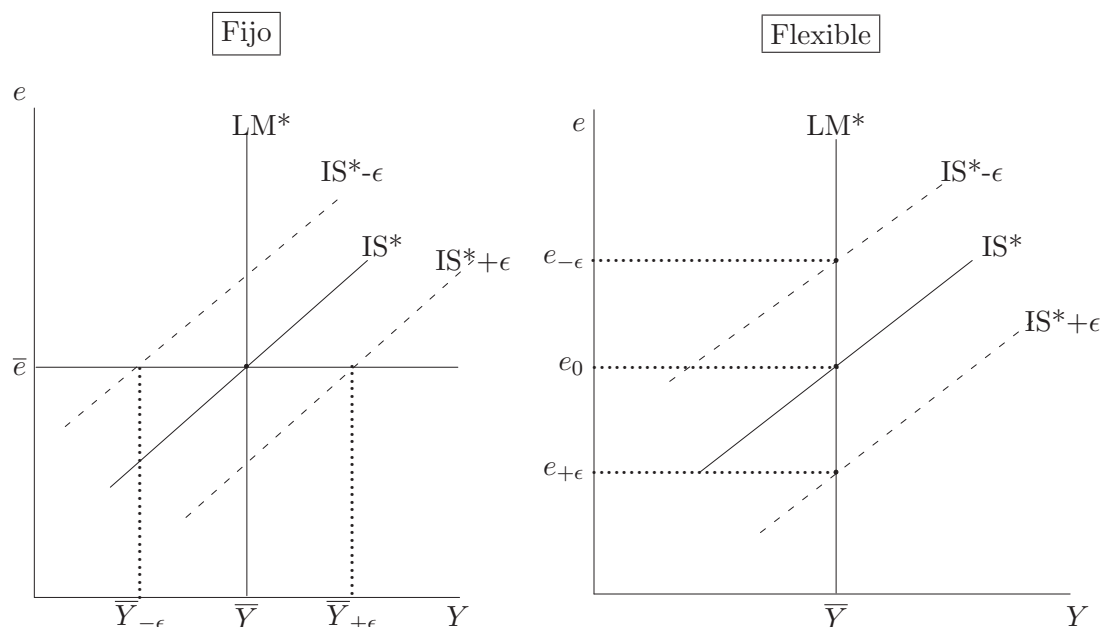 Fijo
Flexible
e
LM*
IS*-ϵ
IS*
IS*+ϵ
e̅
Y̅₋ϵ
Y̅
Y̅₊ϵ
Y
e
LM*
IS*-ϵ
IS*
IS*+ϵ
e₋ϵ
e₀
e₊ϵ
Y̅
Y